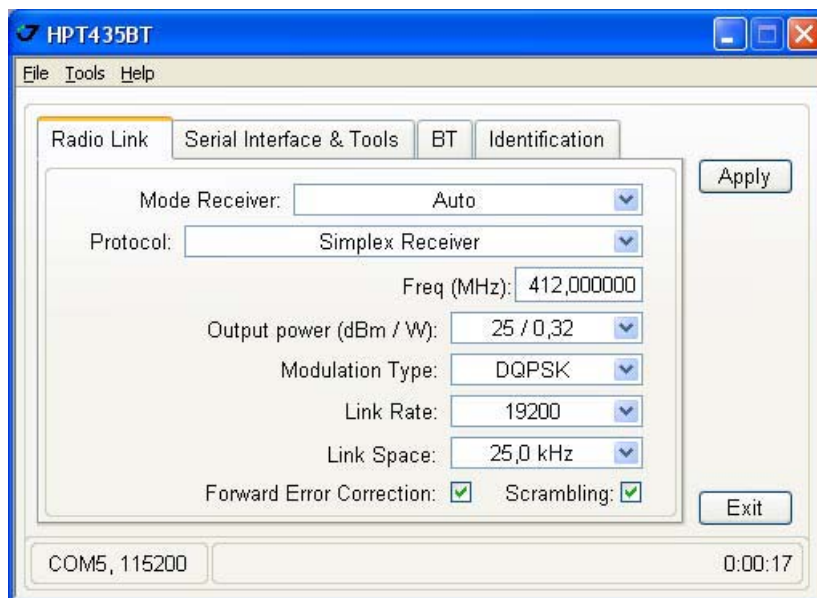 HPT435BT
File Tools Help
Radio Link Serial Interface & Tools BT Identification
Apply
Mode Receiver: Auto
Protocol: Simplex Receiver
Freq (MHz): 412,000000
Output power (dBm / W): 25 / 0,32
Modulation Type: DQPSK
Link Rate: 19200
Link Space: 25,0 kHz
Forward Error Correction: Scrambling:
Exit
COM5, 115200 0:00:17